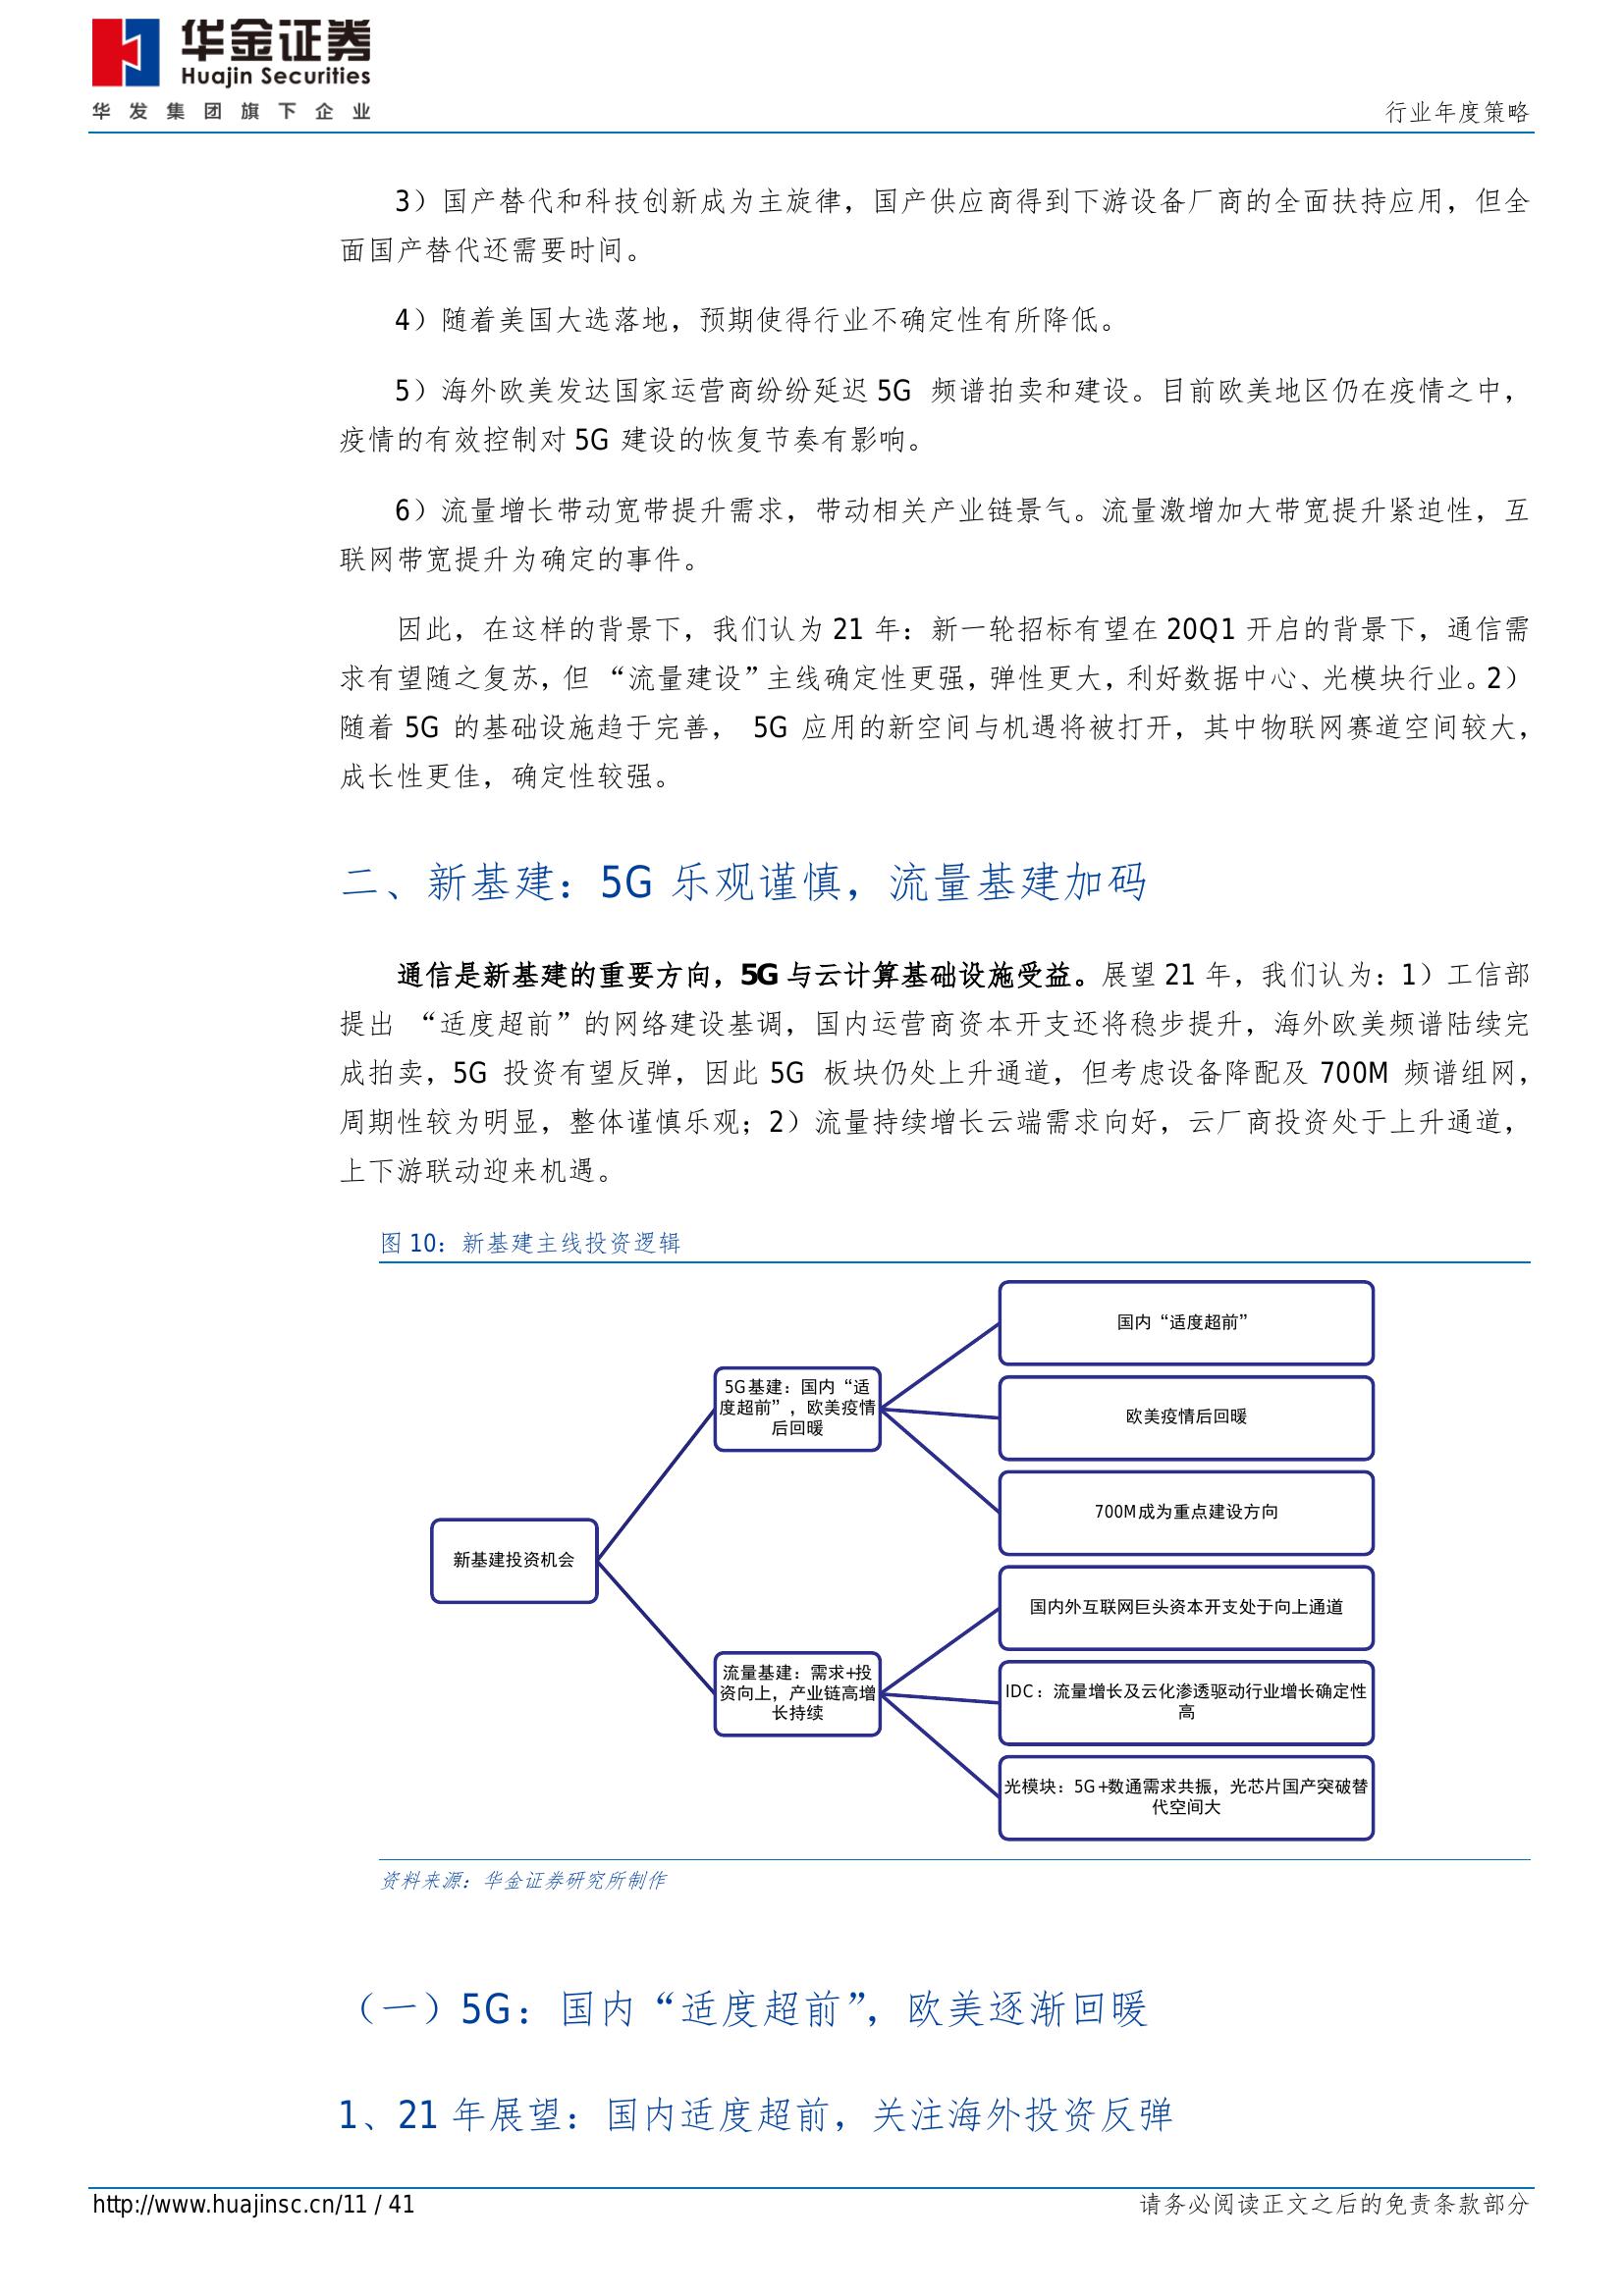 华金证券
Huajin Securities
华发集团旗下企业
行业年度策略
3）国产替代和科技创新成为主旋律，国产供应商得到下游设备厂商的全面扶持应用，但全
面国产替代还需要时间。
4）随着美国大选落地，预期使得行业不确定性有所降低。
5）海外欧美发达国家运营商纷纷延迟 5G 频谱拍卖和建设。目前欧美地区仍在疫情之中，
疫情的有效控制对 5G 建设的恢复节奏有影响。
6）流量增长带动宽带提升需求，带动相关产业链景气。流量激增加大带宽提升紧迫性，互
联网带宽提升为确定的事件。
因此，在这样的背景下，我们认为 21 年：新一轮招标有望在 20Q1 开启的背景下，通信需
求有望随之复苏，但 “流量建设”主线确定性更强，弹性更大，利好数据中心、光模块行业。2）
随着 5G 的基础设施趋于完善， 5G 应用的新空间与机遇将被打开，其中物联网赛道空间较大，
成长性更佳，确定性较强。
二、新基建：5G 乐观谨慎，流量基建加码
通信是新基建的重要方向，5G 与云计算基础设施受益。展望 21 年，我们认为：1）工信部
提出 “适度超前”的网络建设基调，国内运营商资本开支还将稳步提升，海外欧美频谱陆续完
成拍卖，5G 投资有望反弹，因此 5G 板块仍处上升通道，但考虑设备降配及 700M 频谱组网，
周期性较为明显，整体谨慎乐观；2）流量持续增长云端需求向好，云厂商投资处于上升通道，
上下游联动迎来机遇。
图 10：新基建主线投资逻辑
新基建投资机会
5G基建：国内“适
度超前”，欧美疫情
后回暖
国内“适度超前”
欧美疫情后回暖
700M成为重点建设方向
流量基建：需求+投
资向上，产业链高增
长持续
国内外互联网巨头资本开支处于向上通道
IDC：流量增长及云化渗透驱动行业增长确定性
高
光模块：5G+数通需求共振，光芯片国产突破替
代空间大
资料来源：华金证券研究所制作
（一）5G：国内“适度超前”，欧美逐渐回暖
1、21 年展望：国内适度超前，关注海外投资反弹
http://www.huajinsc.cn/11 / 41
请务必阅读正文之后的免责条款部分